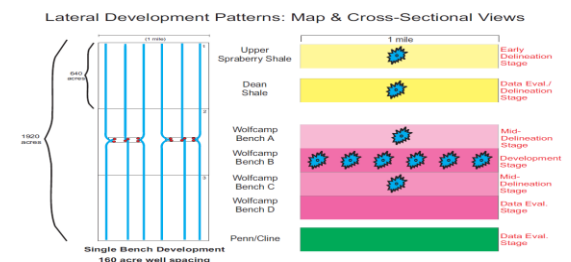 Lateral Development Patterns: Map & Cross-Sectional Views
(1 mile)
1 mile
1
640
acres
2
1920
acres
3
Single Bench Development
160 acre well spacing
Upper
Spraberry Shale
Early
Delineation
Stage
Dean
Shale
Data Eval./
Delineation
Stage
Wolfcamp
Bench A
Mid-
Delineation
Stage
Wolfcamp
Bench B
Development
Stage
Wolfcamp
Bench C
Mid-
Delineation
Stage
Wolfcamp
Bench D
Data Eval.
Stage
Penn/Cline
Data Eval.
Stage